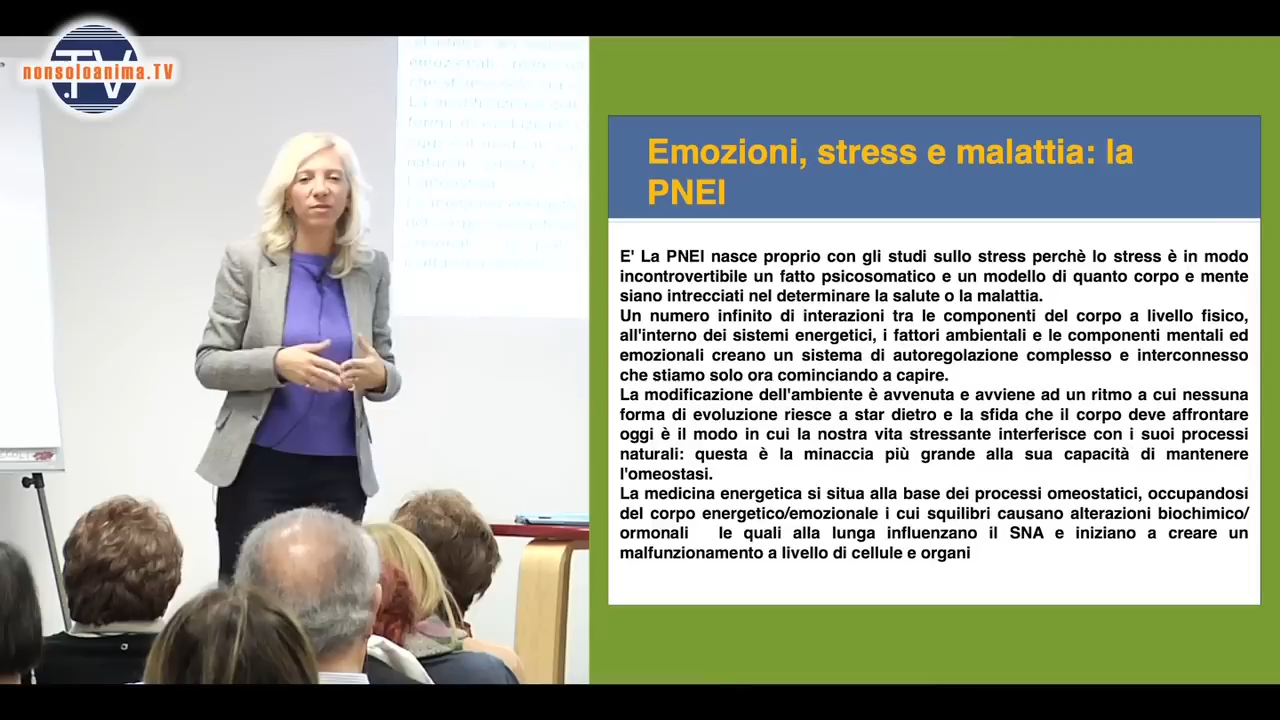 .TV
nonsoloanima.TV
Emozioni, stress e malattia: la
PNEI
E' La PNEI nasce proprio con gli studi sullo stress perchè lo stress è in modo
incontrovertibile un fatto psicosomatico e un modello di quanto corpo e mente
siano intrecciati nel determinare la salute o la malattia.
Un numero infinito di interazioni tra le componenti del corpo a livello fisico,
all'interno dei sistemi energetici, i fattori ambientali e le componenti mentali ed
emozionali creano un sistema di autoregolazione complesso e interconnesso
che stiamo solo ora cominciando a capire.
La modificazione dell'ambiente è avvenuta e avviene ad un ritmo a cui nessuna
forma di evoluzione riesce a star dietro e la sfida che il corpo deve affrontare
oggi è il modo in cui la nostra vita stressante interferisce con i suoi processi
naturali: questa è la minaccia più grande alla sua capacità di mantenere
l'omeostasi.
La medicina energetica si situa alla base dei processi omeostatici, occupandosi
del corpo energetico/emozionale i cui squilibri causano alterazioni biochimico/
ormonali le quali alla lunga influenzano il SNA e iniziano a creare un
malfunzionamento a livello di cellule e organi